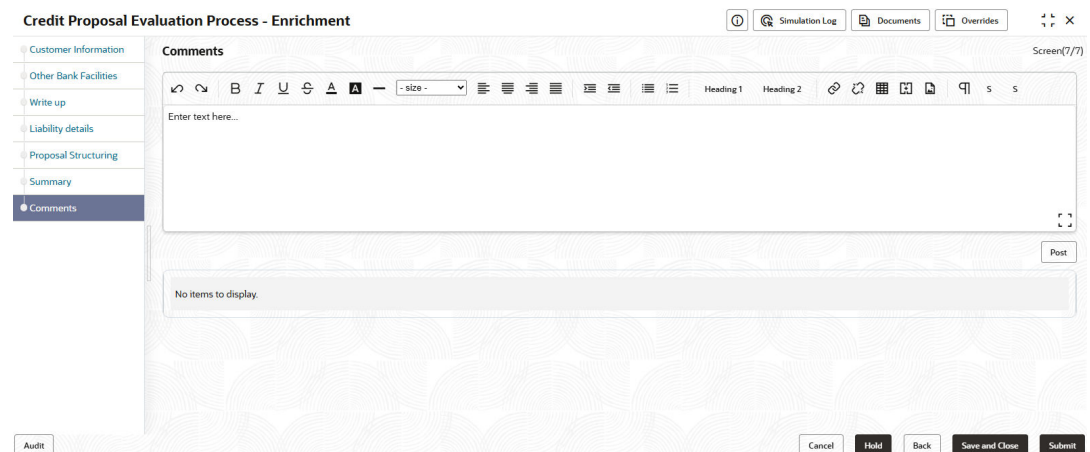 Credit Proposal Evaluation Process - Enrichment
Simulation Log
Documents
Overrides
Customer Information
Other Bank Facilities
Write up
Liability details
Proposal Structuring
Summary
Comments
Comments
Screen(7/7)
B I U S A A - size - Heading 1 Heading 2 S S
Enter text here...
Post
No items to display.
Audit
Cancel
Hold
Back
Save and Close
Submit